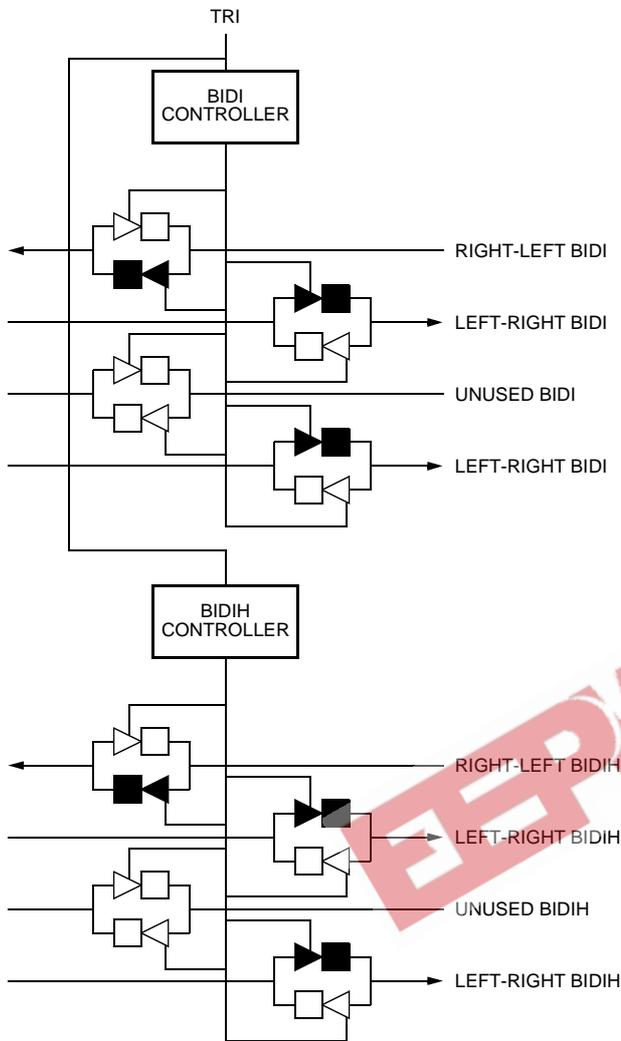 TRI
BIDI
CONTROLLER
RIGHT-LEFT BIDI
LEFT-RIGHT BIDI
UNUSED BIDI
LEFT-RIGHT BIDI
BIDIH
CONTROLLER
RIGHT-LEFT BIDIH
LEFT-RIGHT BIDIH
UNUSED BIDIH
LEFT-RIGHT BIDIH